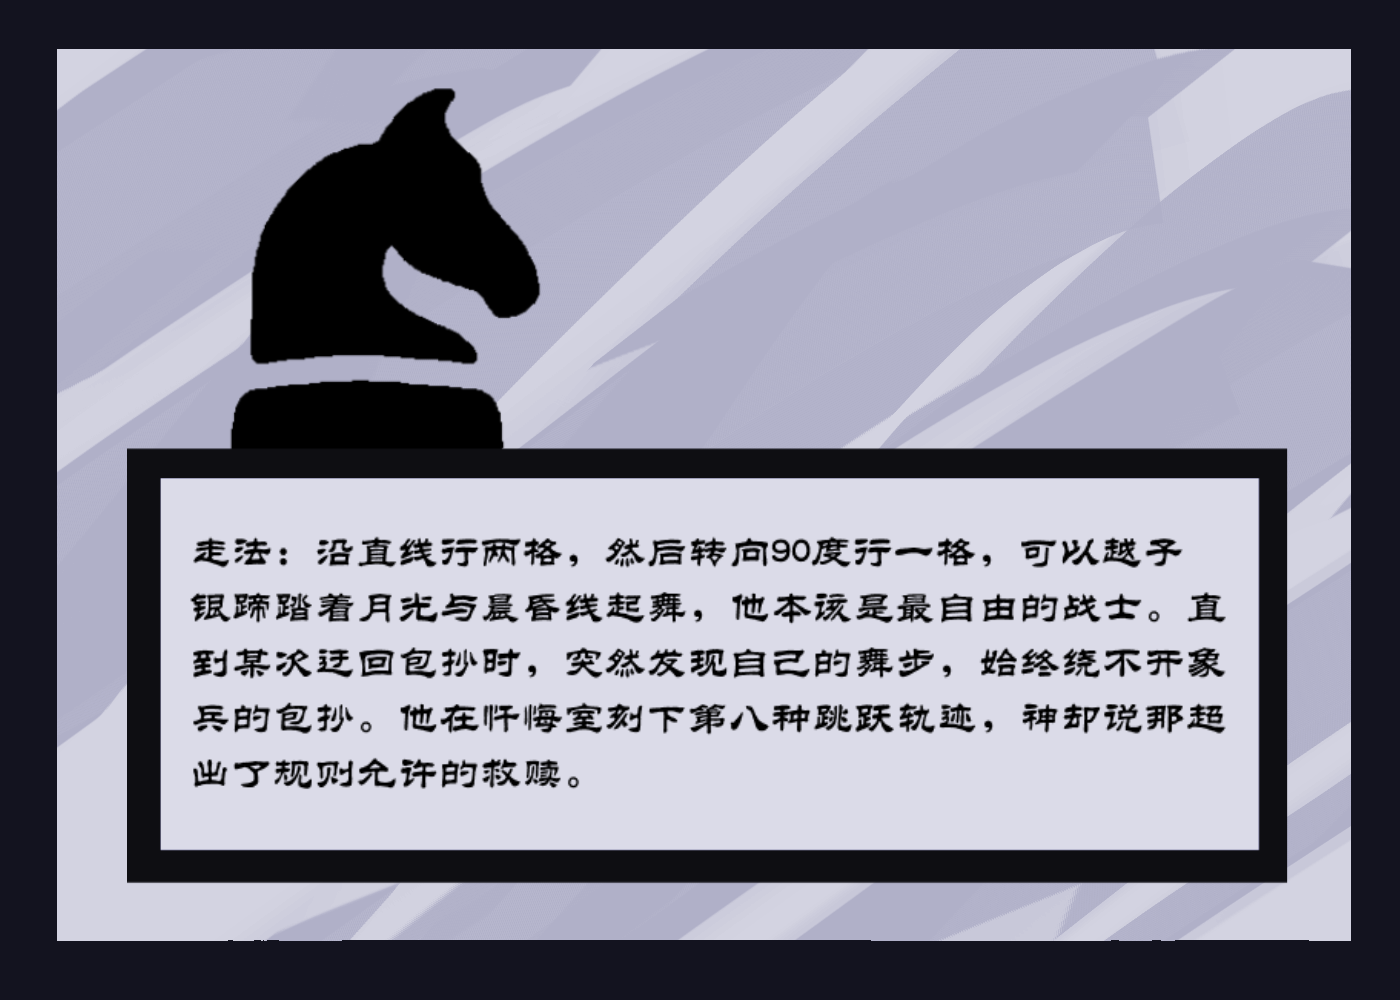 走法：沿直线行两格，然后转向90度行一格，可以越子
银蹄踏着月光与晨昏线起舞，他本该是最自由的战士。直
到某次迂回包抄时，突然发现自己的舞步，始终绕不开象
兵的包抄。他在忏悔室刻下第八种跳跃轨迹，神却说那超
出了规则允许的救赎。